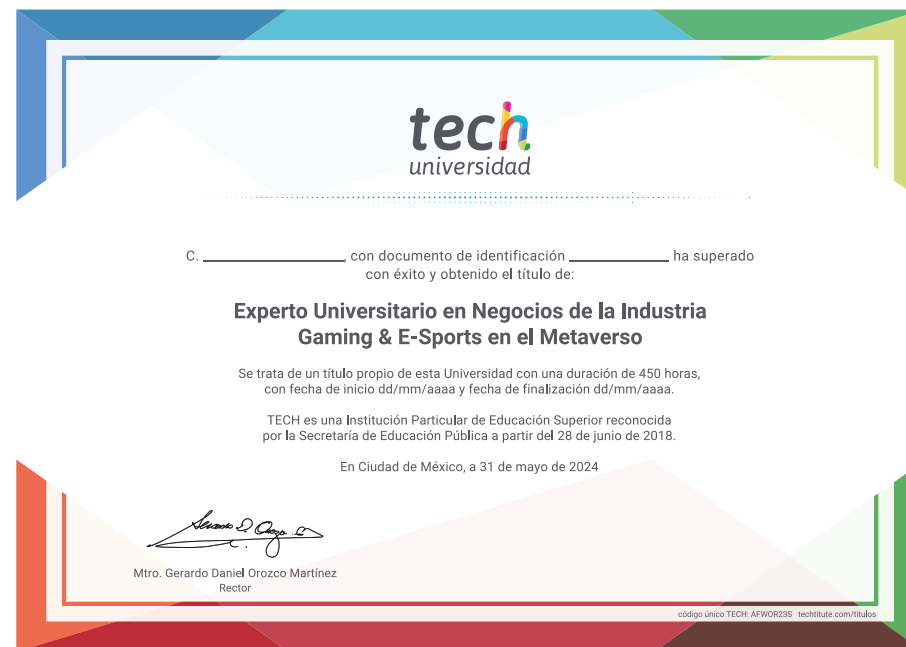 tech
universidad
C. ____________, con documento de identificación ____________ ha superado
con éxito y obtenido el título de:
Experto Universitario en Negocios de la Industria
Gaming & E-Sports en el Metaverso
Se trata de un título propio de esta Universidad con una duración de 450 horas,
con fecha de inicio dd/mm/aaaa y fecha de finalización dd/mm/aaaa.
TECH es una Institución Particular de Educación Superior reconocida
por la Secretaría de Educación Pública a partir del 28 de junio de 2018.
En Ciudad de México, a 31 de mayo de 2024
Mtro. Gerardo Daniel Orozco Martínez
Rector
código único TECH: AFWOR23S techtitute.com/titulos